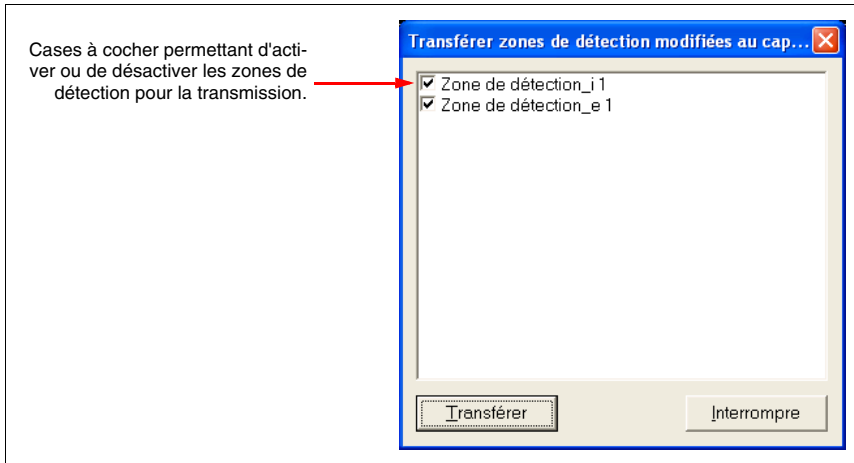 Cases à cocher permettant d'acti-
ver ou de désactiver les zones de
détection pour la transmission.
Transférer zones de détection modifiées au cap...
Zone de détection_i 1
Zone de détection_e 1
Transférer
Interrompre